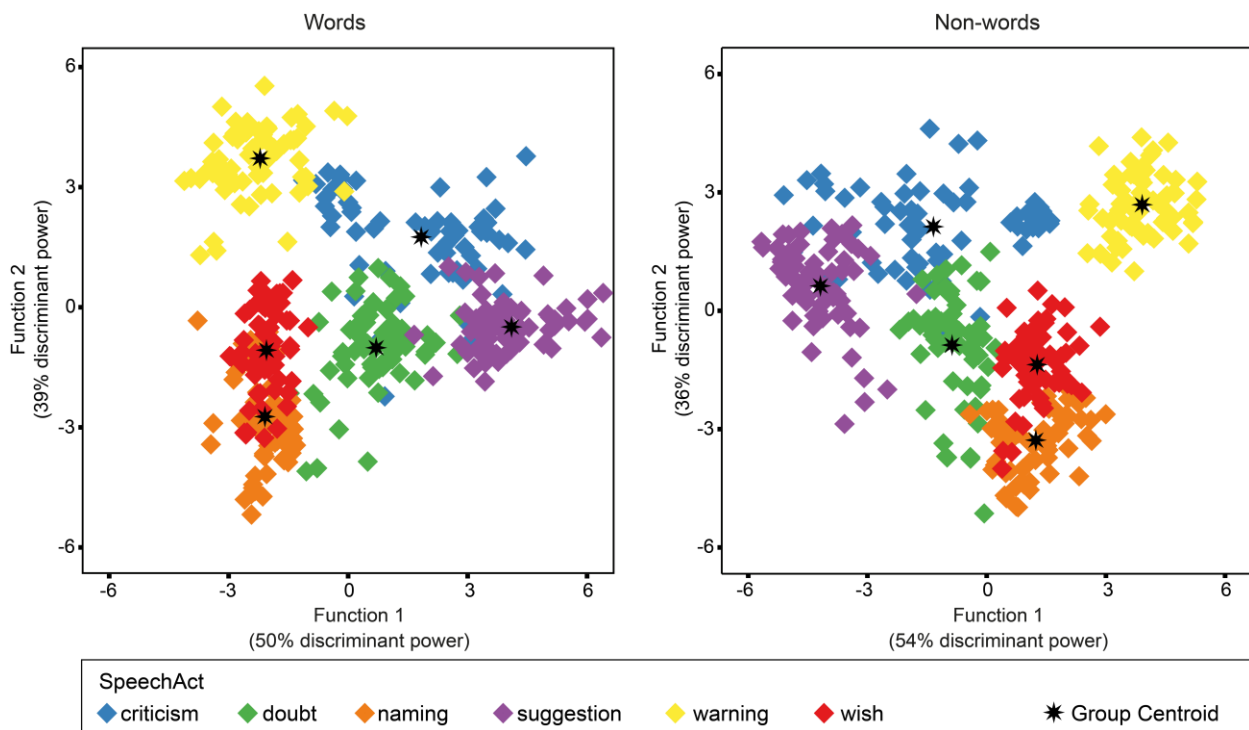 Words
Non-words
6
3
0
-3
-6
Function 2
(39% discriminant power)
-6
-3
0
3
6
Function 1
(50% discriminant power)
6
3
0
-3
-6
Function 2
(36% discriminant power)
-6
-3
0
3
6
Function 1
(54% discriminant power)
SpeechAct
criticism doubt naming suggestion warning wish Group Centroid